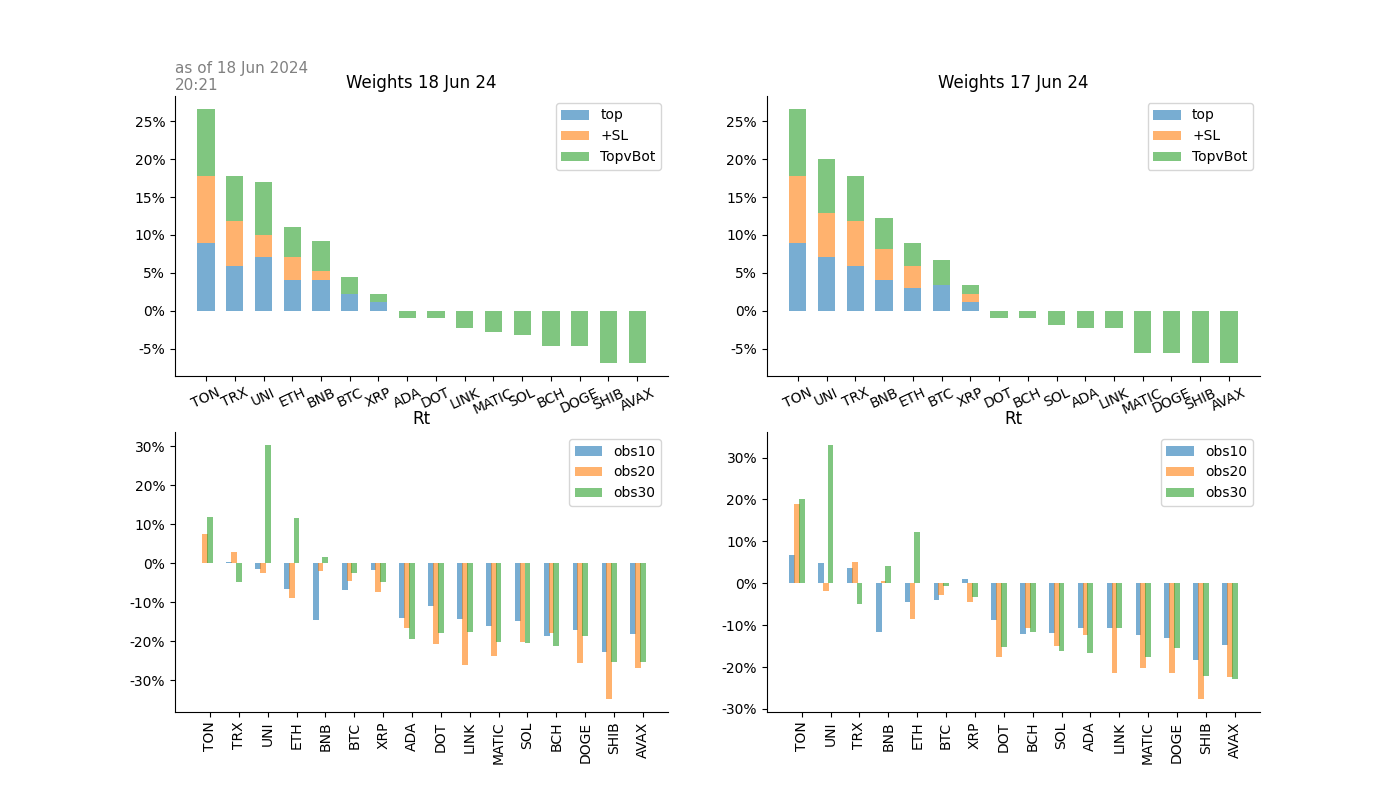 as of 18 Jun 2024
20:21
Weights 18 Jun 24
25%
20%
15%
10%
5%
0%
-5%
top
+SL
TopvBot
TON TRX UNI ETH BNB BTC XRP ADA DOT LINK MATIC SOL BCH DOGE SHIB AVAX
Weights 17 Jun 24
25%
20%
15%
10%
5%
0%
-5%
top
+SL
TopvBot
TON UNI TRX BNB ETH BTC XRP DOT BCH SOL ADA LINK MATIC DOGE SHIB AVAX
Rt
30%
20%
10%
0%
-10%
-20%
-30%
obs10
obs20
obs30
TON TRX UNI ETH BNB BTC XRP ADA DOT LINK MATIC SOL BCH DOGE SHIB AVAX
Rt
30%
20%
10%
0%
-10%
-20%
-30%
obs10
obs20
obs30
TON UNI TRX BNB ETH BTC XRP DOT BCH SOL ADA LINK MATIC DOGE SHIB AVAX